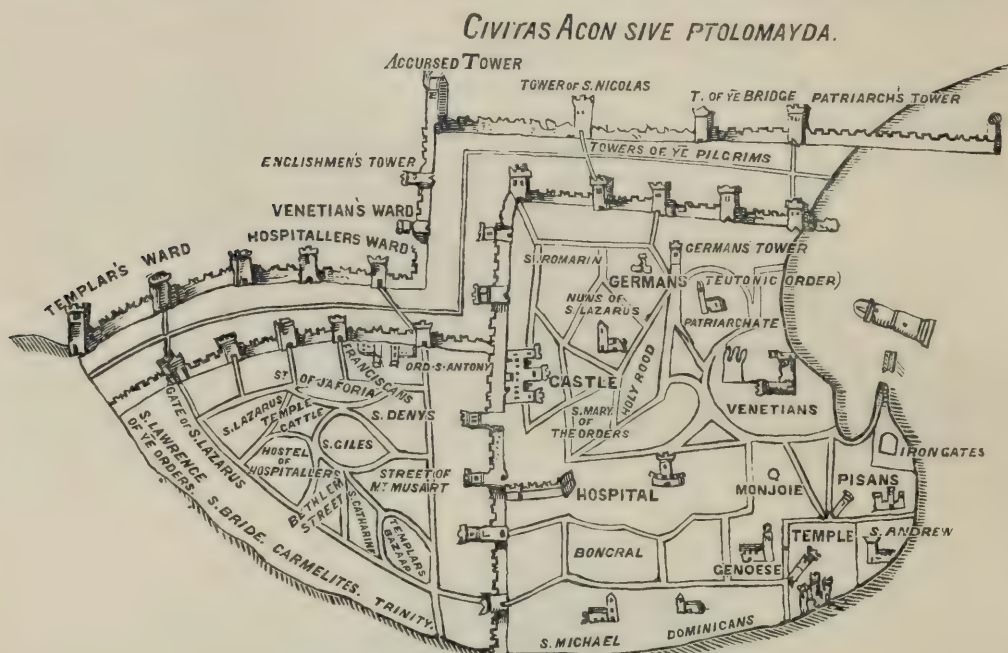 CIVITAS ACON SIVE PTOLOMAYDA.
ACCURSED TOWER
TOWER OF S. NICOLAS
T. OF YE BRIDGE
PATRIARCH'S TOWER
TOWERS OF YE PILGRIMS
ENGLISHMEN'S TOWER
VENETIAN'S WARD
HOSPITALLERS WARD
TEMPLAR'S WARD
GERMANS TOWER
S. ROMARIN
GERMANS
TEUTONIC ORDER)
NUNS OF
S. LAZARUS
PATRIARCHATE
HOLY ROOD
CASTLE
VENETIANS
S. MARY
OF
THE ORDERS
FRANCISCANS
ORD. S. ANTONY
ST OF JAFORIA
GATE OF S. LAZARUS
S. LAZARUS
TEMPLE
CATTLE
S. DENYS
S. LAWRENCE
OF YE ORDERS
S. GILES
HOSTEL
OF
HOSPITALLERS
STREET OF
MT MUSART
BETHLEM
STREET
S. CATHARINE
TEMPLARS
BAZAAR
S. BRIDE. CARMELITES. TRINITY.
IRON GATES
HOSPITAL
MONJOIE
PISANS
BONCRAL
GENOESE
TEMPLE
S. ANDREW
S. MICHAEL
DOMINICANS